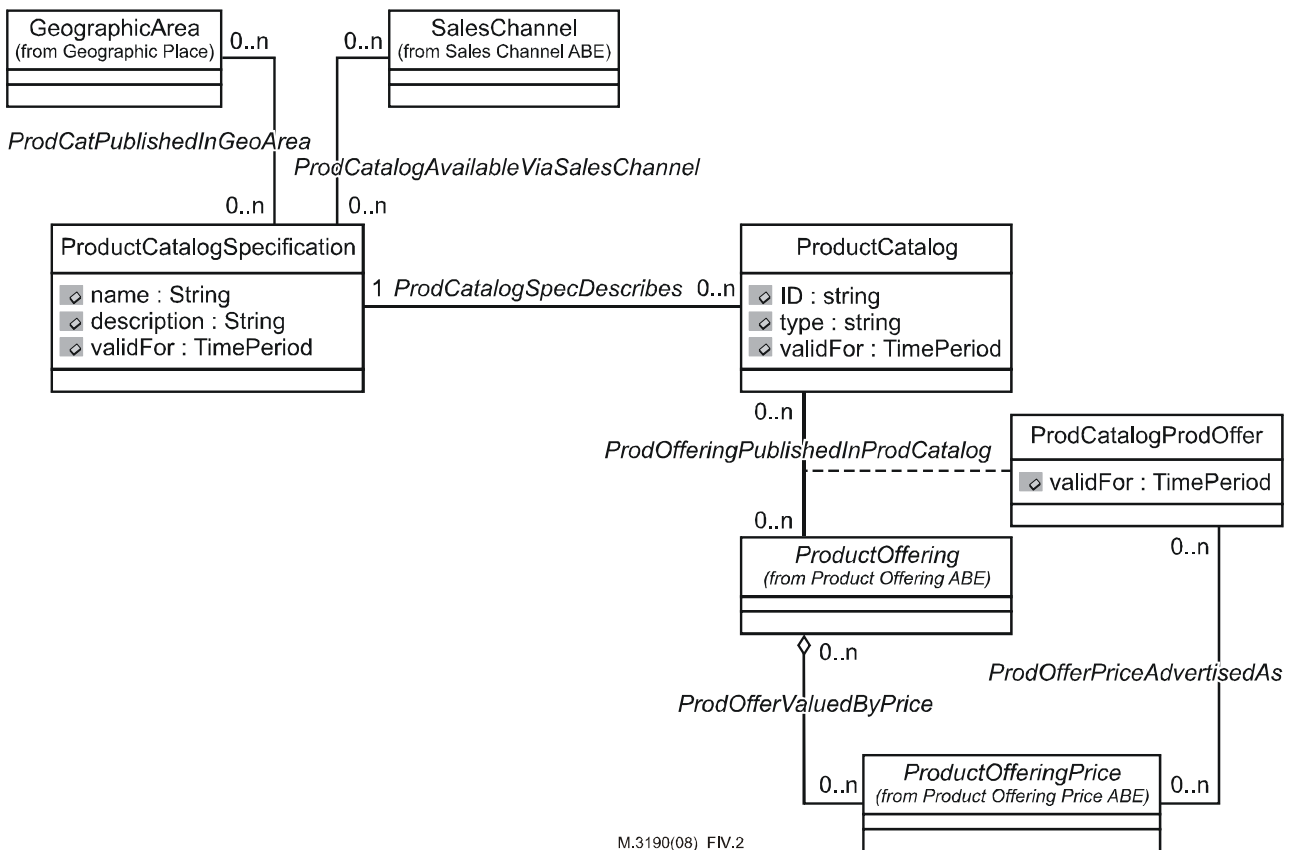 GeographicArea
(from Geographic Place)
0..n
0..n
SalesChannel
(from Sales Channel ABE)
ProdCatPublishedInGeoArea
ProdCatalogAvailableViaSalesChannel
0..n
0..n
ProductCatalogSpecification
name : String
description : String
validFor : TimePeriod
1 ProdCatalogSpecDescribes 0..n
ProductCatalog
ID : string
type : string
validFor : TimePeriod
0..n
ProdOfferingPublishedInProdCatalog
ProdCatalogProdOffer
validFor : TimePeriod
0..n
0..n
ProductOffering
(from Product Offering ABE)
0..n
ProdOfferPriceAdvertisedAs
ProdOfferValuedByPrice
0..n
ProductOfferingPrice
(from Product Offering Price ABE)
0..n
M.3190(08)_FIV.2